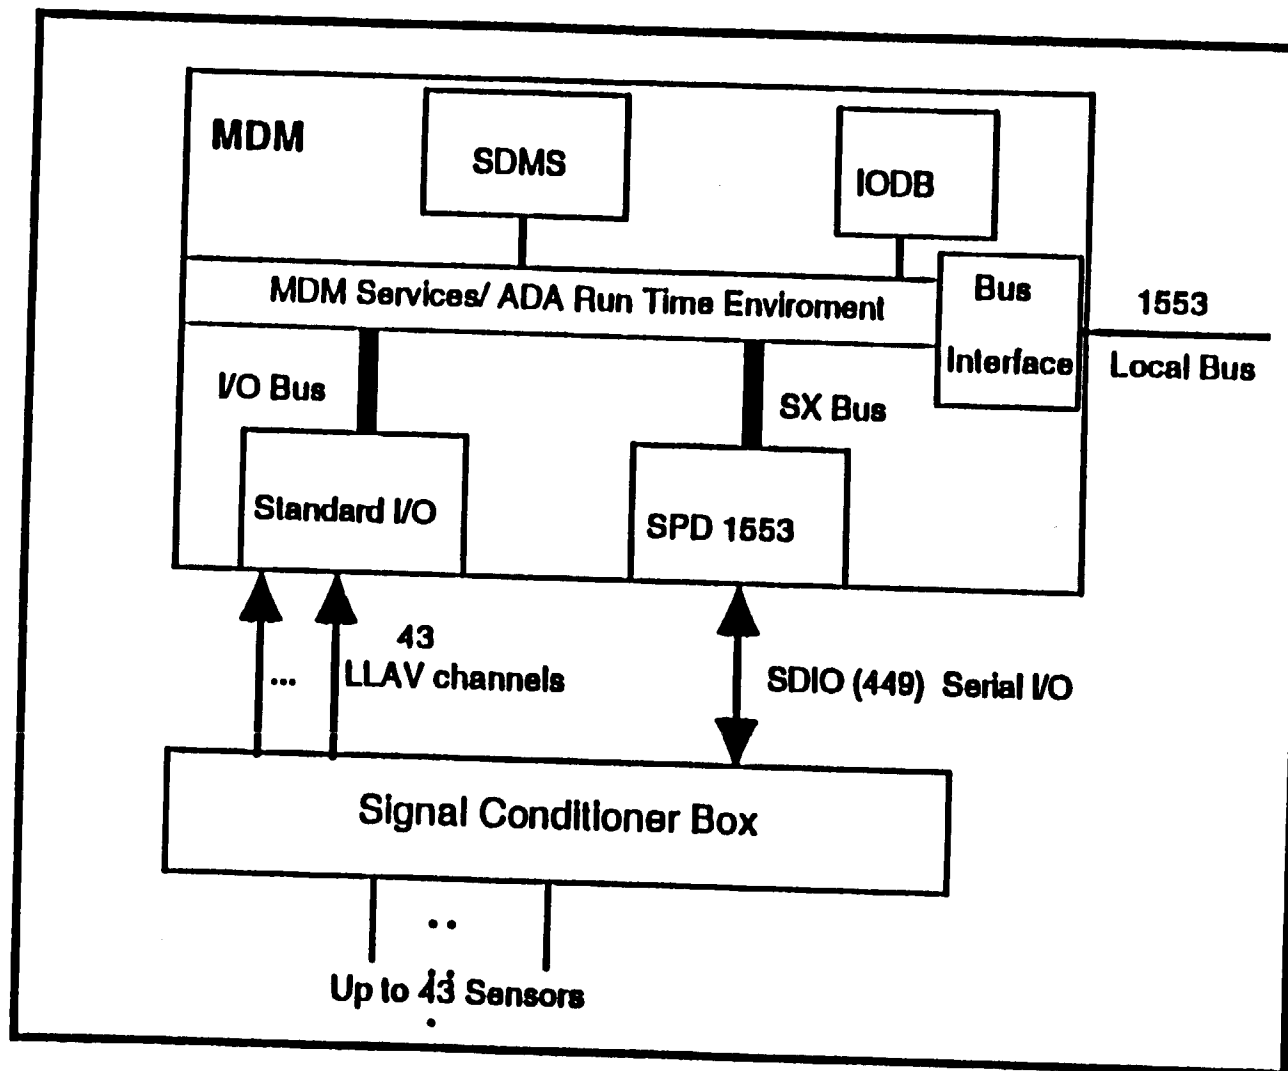 MDM
SDMS
IODB
MDM Services/ ADA Run Time Enviroment
Bus
Interface
1553
Local Bus
I/O Bus
SX Bus
Standard I/O
SPD 1553
43
... LLAV channels
SDIO (449) Serial I/O
Signal Conditioner Box
Up to 43 Sensors